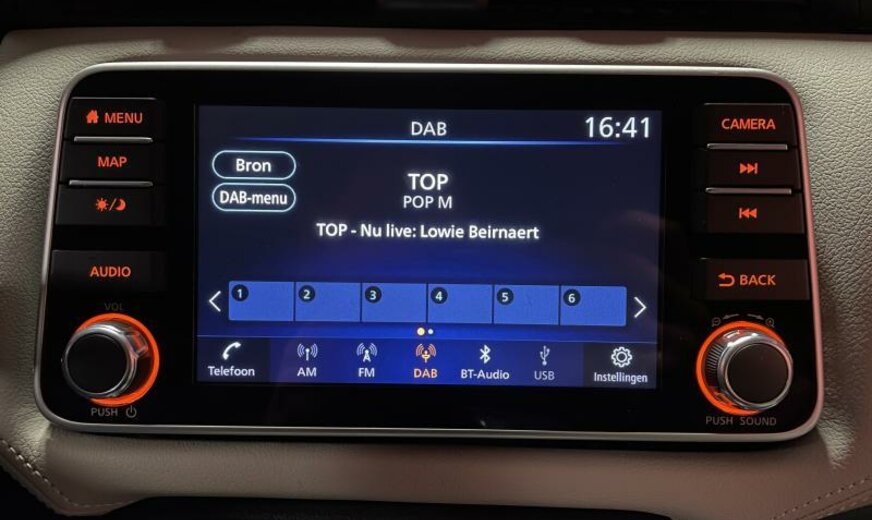 MENU
MAP
AUDIO
VOL
PUSH
DAB
16:41
Bron
DAB-menu
TOP
POP M
TOP - Nu live: Lowie Beirnaert
1 2 3 4 5 6
Telefoon AM FM DAB BT-Audio USB Instellingen
CAMERA
BACK
PUSH SOUND